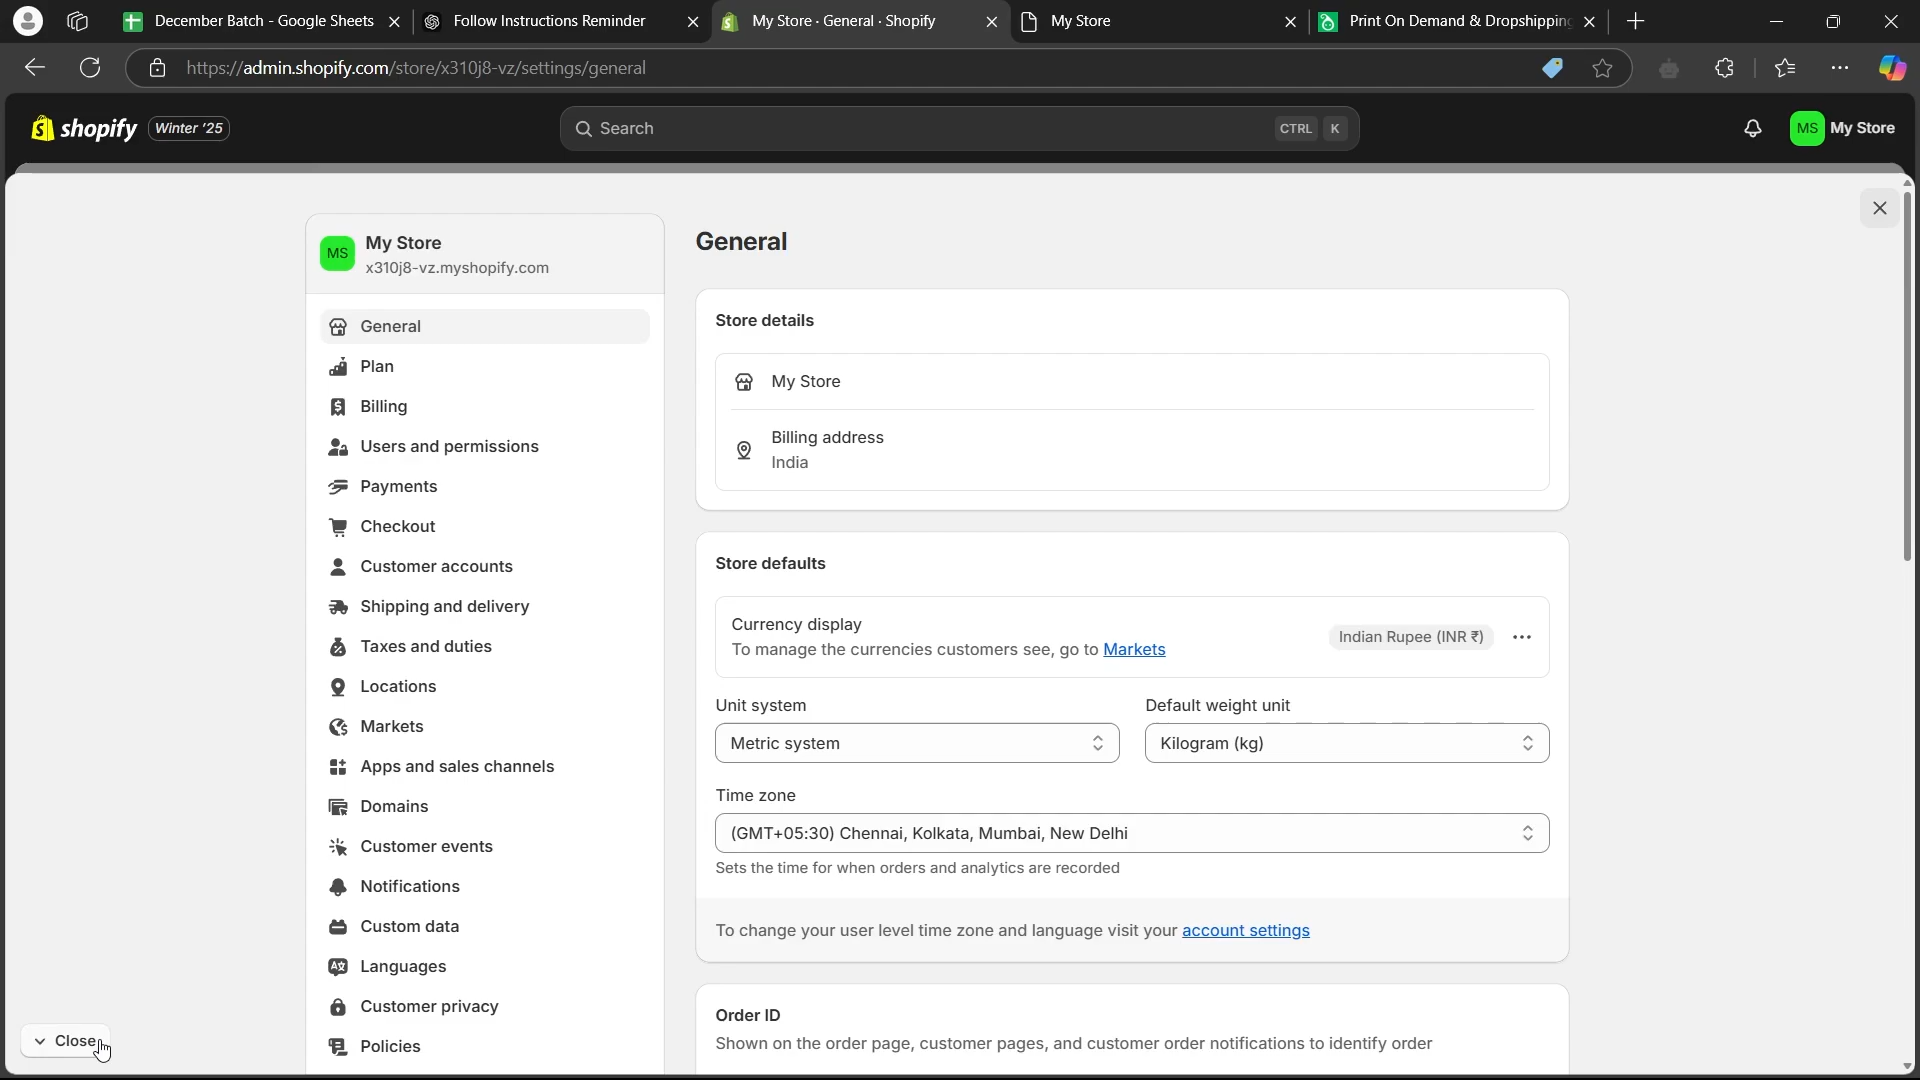 December Batch - Google Sheets
Follow Instructions Reminder
My Store · General · Shopify
My Store
Print On Demand & Dropshipping
https://admin.shopify.com/store/x310j8-vz/settings/general
shopify
Winter '25
Search
CTRL K
MS My Store
MS
My Store
x310j8-vz.myshopify.com
General
Plan
Billing
Users and permissions
Payments
Checkout
Customer accounts
Shipping and delivery
Taxes and duties
Locations
Markets
Apps and sales channels
Domains
Customer events
Notifications
Custom data
Languages
Customer privacy
Policies
Close
General
Store details
My Store
Billing address
India
Store defaults
Currency display
To manage the currencies customers see, go to Markets
Indian Rupee (INR ₹)
Unit system
Default weight unit
Metric system
Kilogram (kg)
Time zone
(GMT+05:30) Chennai, Kolkata, Mumbai, New Delhi
Sets the time for when orders and analytics are recorded
To change your user level time zone and language visit your account settings
Order ID
Shown on the order page, customer pages, and customer order notifications to identify order